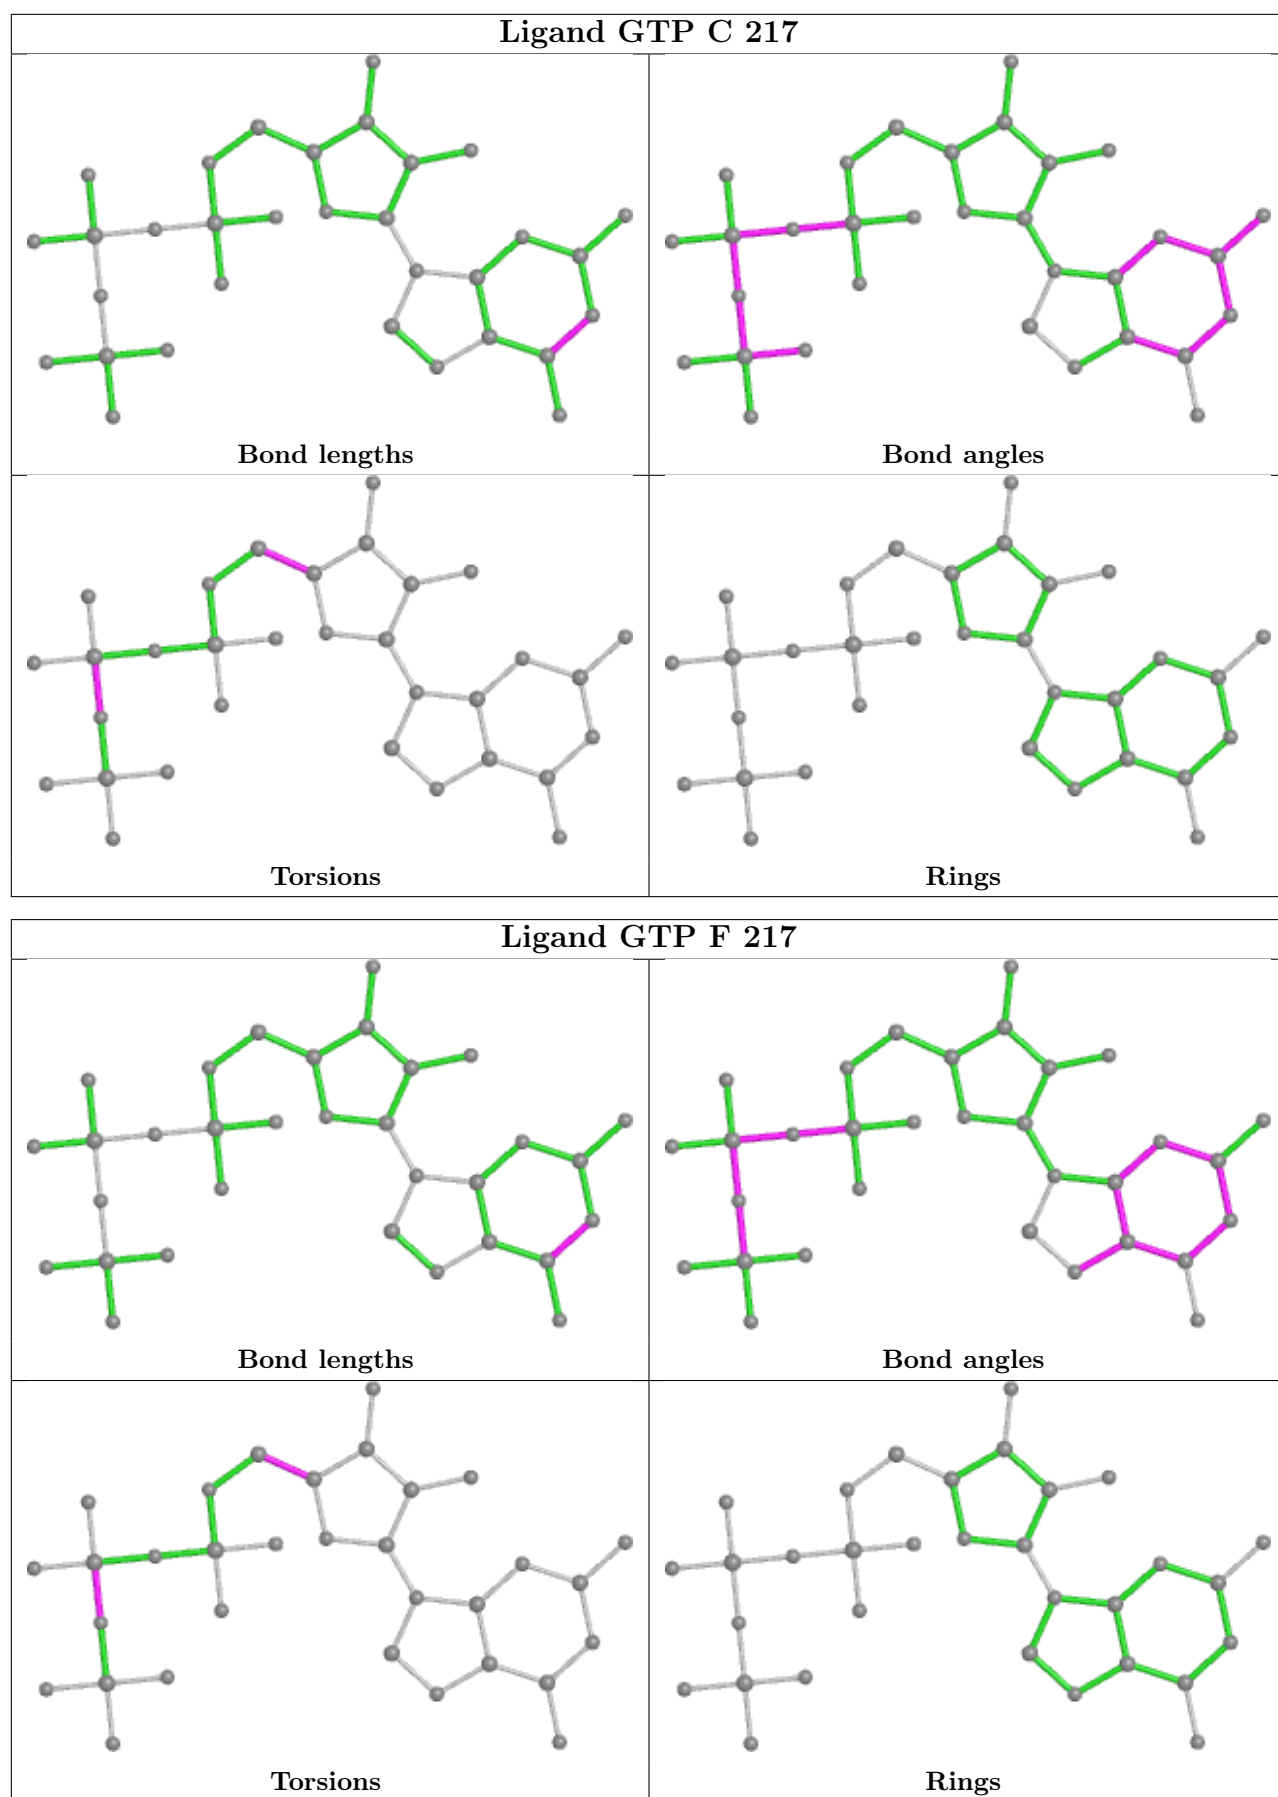 Ligand GTP C 217
Bond lengths
Bond angles
Torsions
Rings
Ligand GTP F 217
Bond lengths
Bond angles
Torsions
Rings